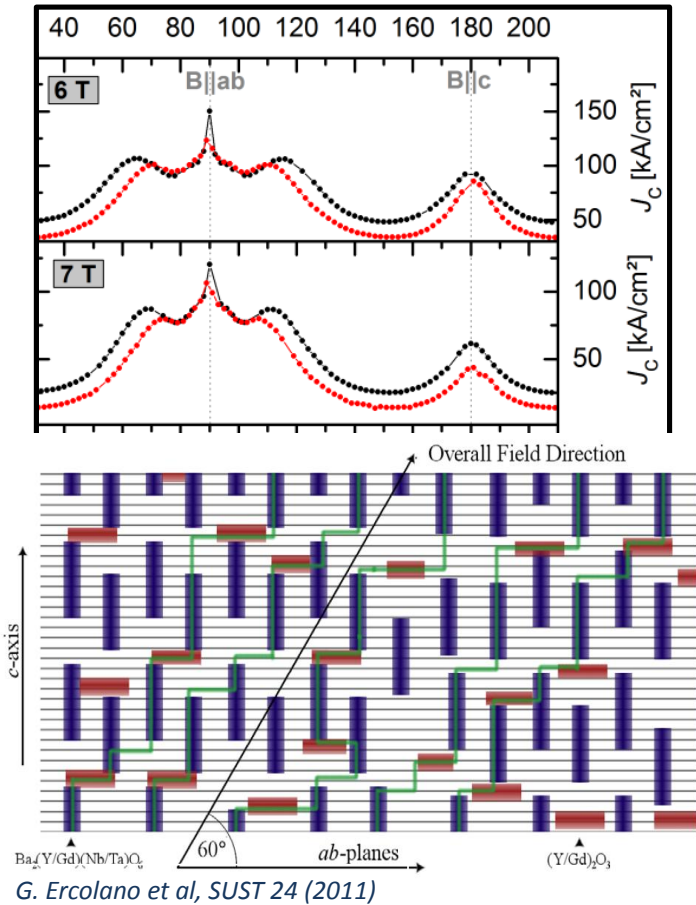 40 60 80 100 120 140 160 180 200
6 T
B||ab
B||c
150
100
50
J_C [kA/cm²]
7 T
100
50
J_C [kA/cm²]
Overall Field Direction
c-axis
60°
ab-planes
Ba₂(Y/Gd)(Nb/Ta)O₆
(Y/Gd)₂O₃
G. Ercolano et al, SUST 24 (2011)